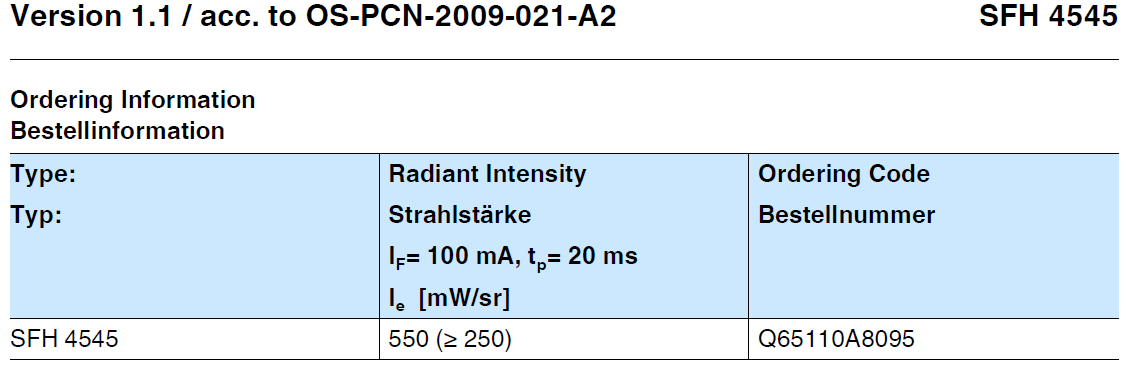 Version 1.1 / acc. to OS-PCN-2009-021-A2 SFH 4545
Ordering Information
Bestellinformation
Type: Radiant Intensity Ordering Code
Typ: Strahlstärke Bestellnummer
IF= 100 mA, tp= 20 ms
Ie [mW/sr]
SFH 4545 550 (≥ 250) Q65110A8095